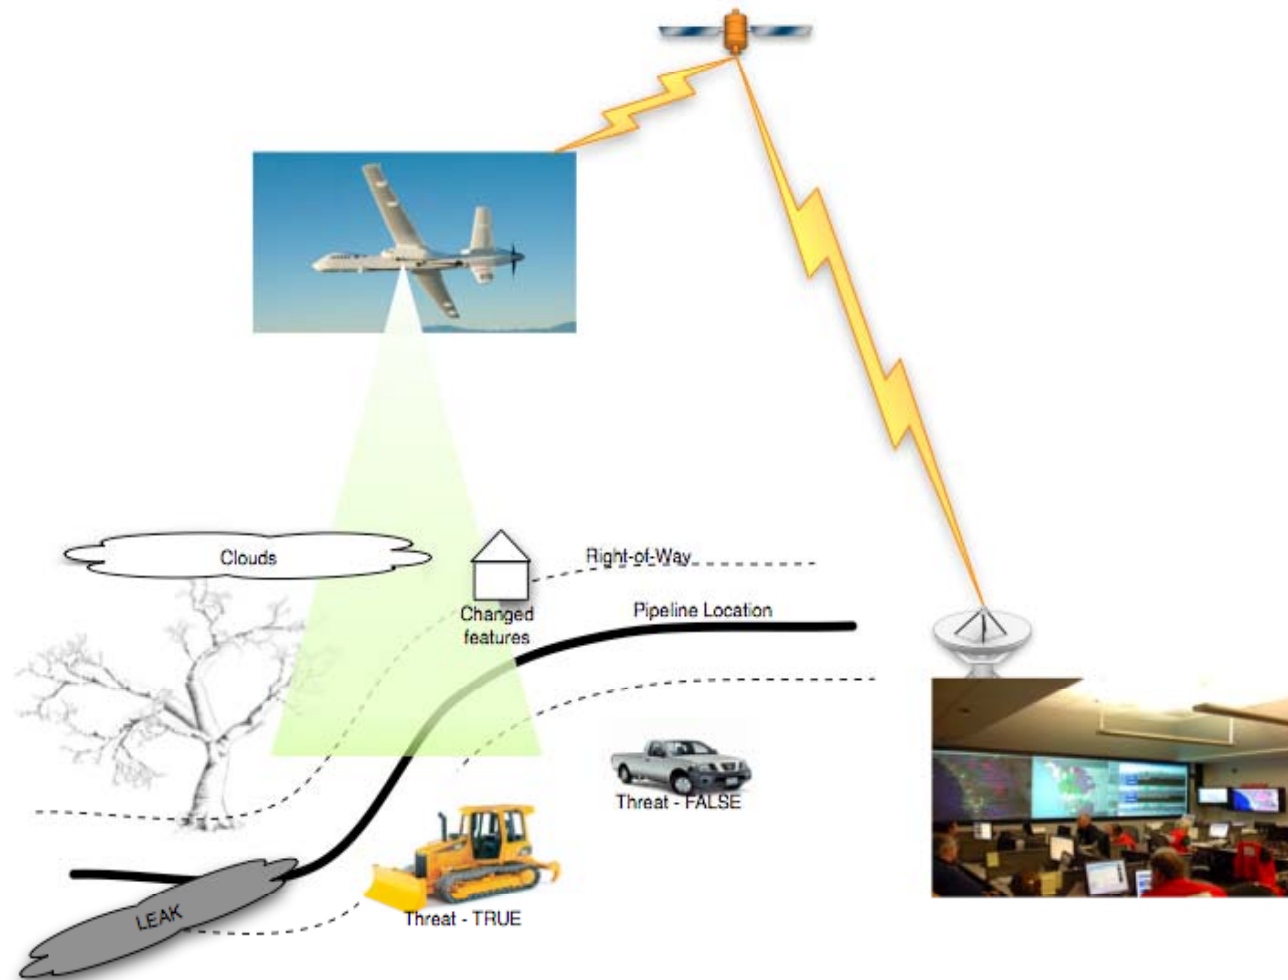 Clouds
Right-of-Way
Changed
features
Pipeline Location
Threat - FALSE
LEAK
Threat - TRUE